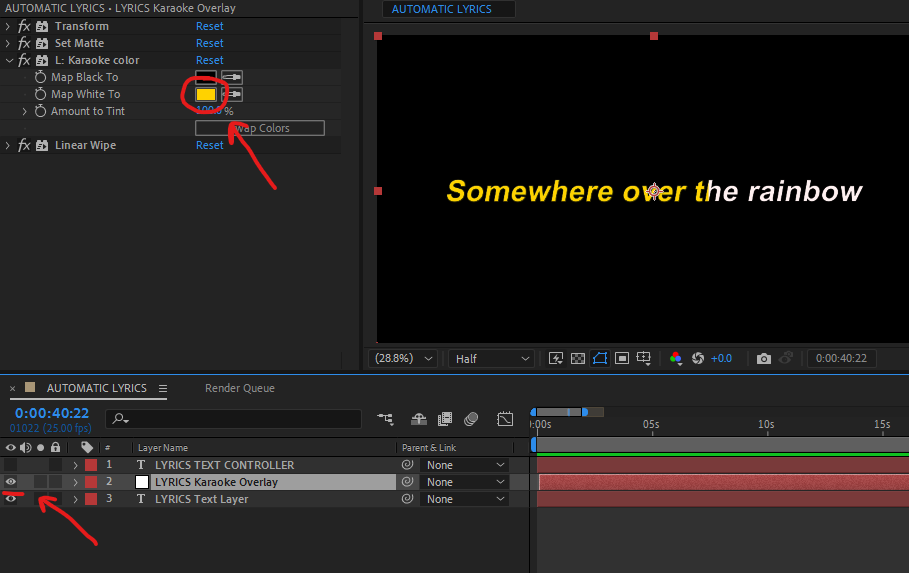 AUTOMATIC LYRICS • LYRICS Karaoke Overlay
fx Transform Reset
fx Set Matte Reset
fx L: Karaoke color Reset
Map Black To
Map White To
Amount to Tint %
Colors
fx Linear Wipe Reset
AUTOMATIC LYRICS
Somewhere over the rainbow
(28.8%) Half +0.0 0:00:40:22
× AUTOMATIC LYRICS Render Queue
0:00:40:22
01022 (25.00 fps)
:00s 05s 10s 15s
# Layer Name Parent & Link
1 T LYRICS TEXT CONTROLLER None
2 LYRICS Karaoke Overlay None
3 T LYRICS Text Layer None